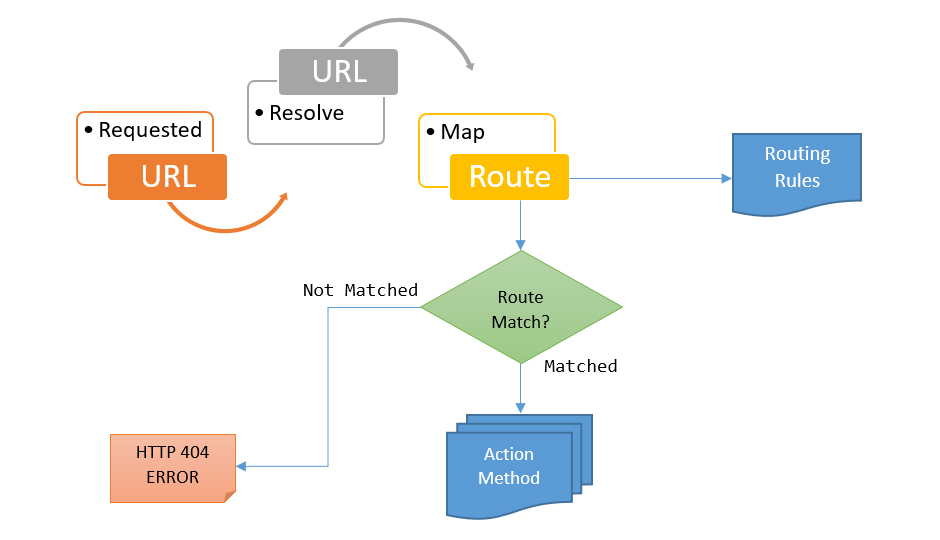 • Requested
URL
URL
• Resolve
• Map
Route
Routing
Rules
Route
Match?
Not Matched
Matched
HTTP 404
ERROR
Action
Method